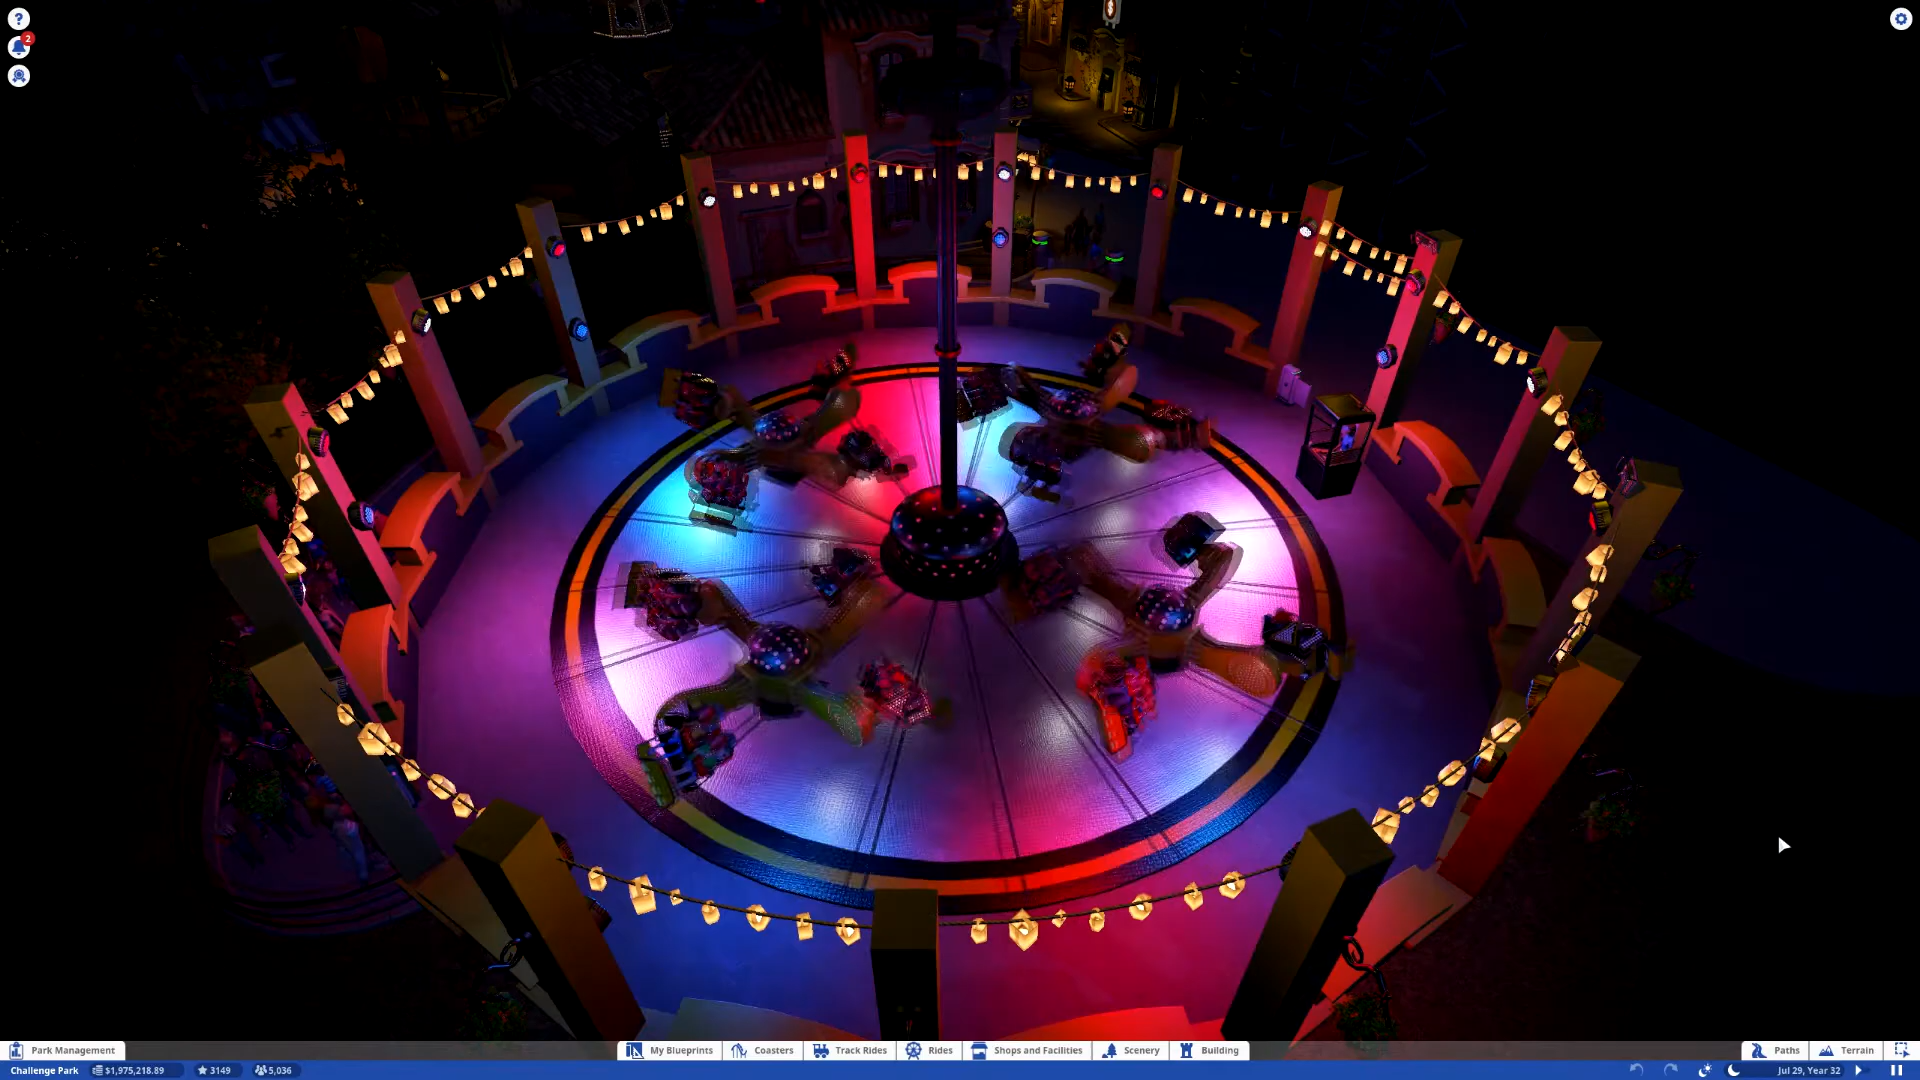 ?
2
Park Management
My Blueprints
Coasters
Track Rides
Rides
Shops and Facilities
Scenery
Building
Paths
Terrain
Challenge Park
$1,975,218.89
3149
5,036
Jul 29, Year 32